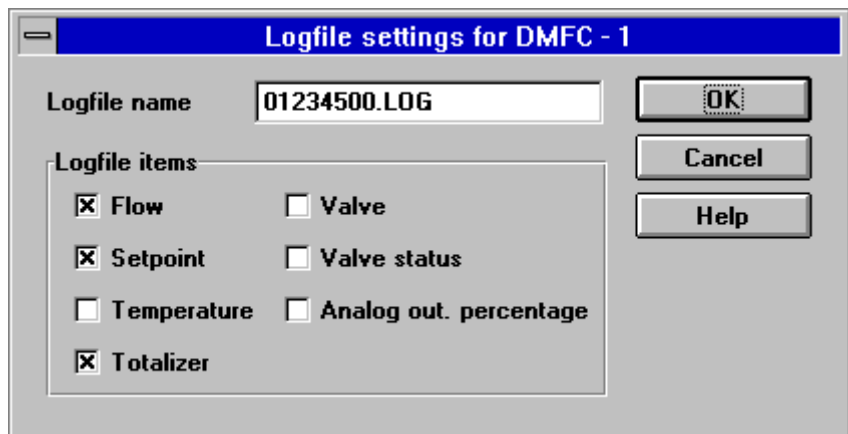 Logfile settings for DMFC - 1
Logfile name 01234500.LOG OK
Cancel
Logfile items
Flow Valve Help
Setpoint Valve status
Temperature Analog out. percentage
Totalizer